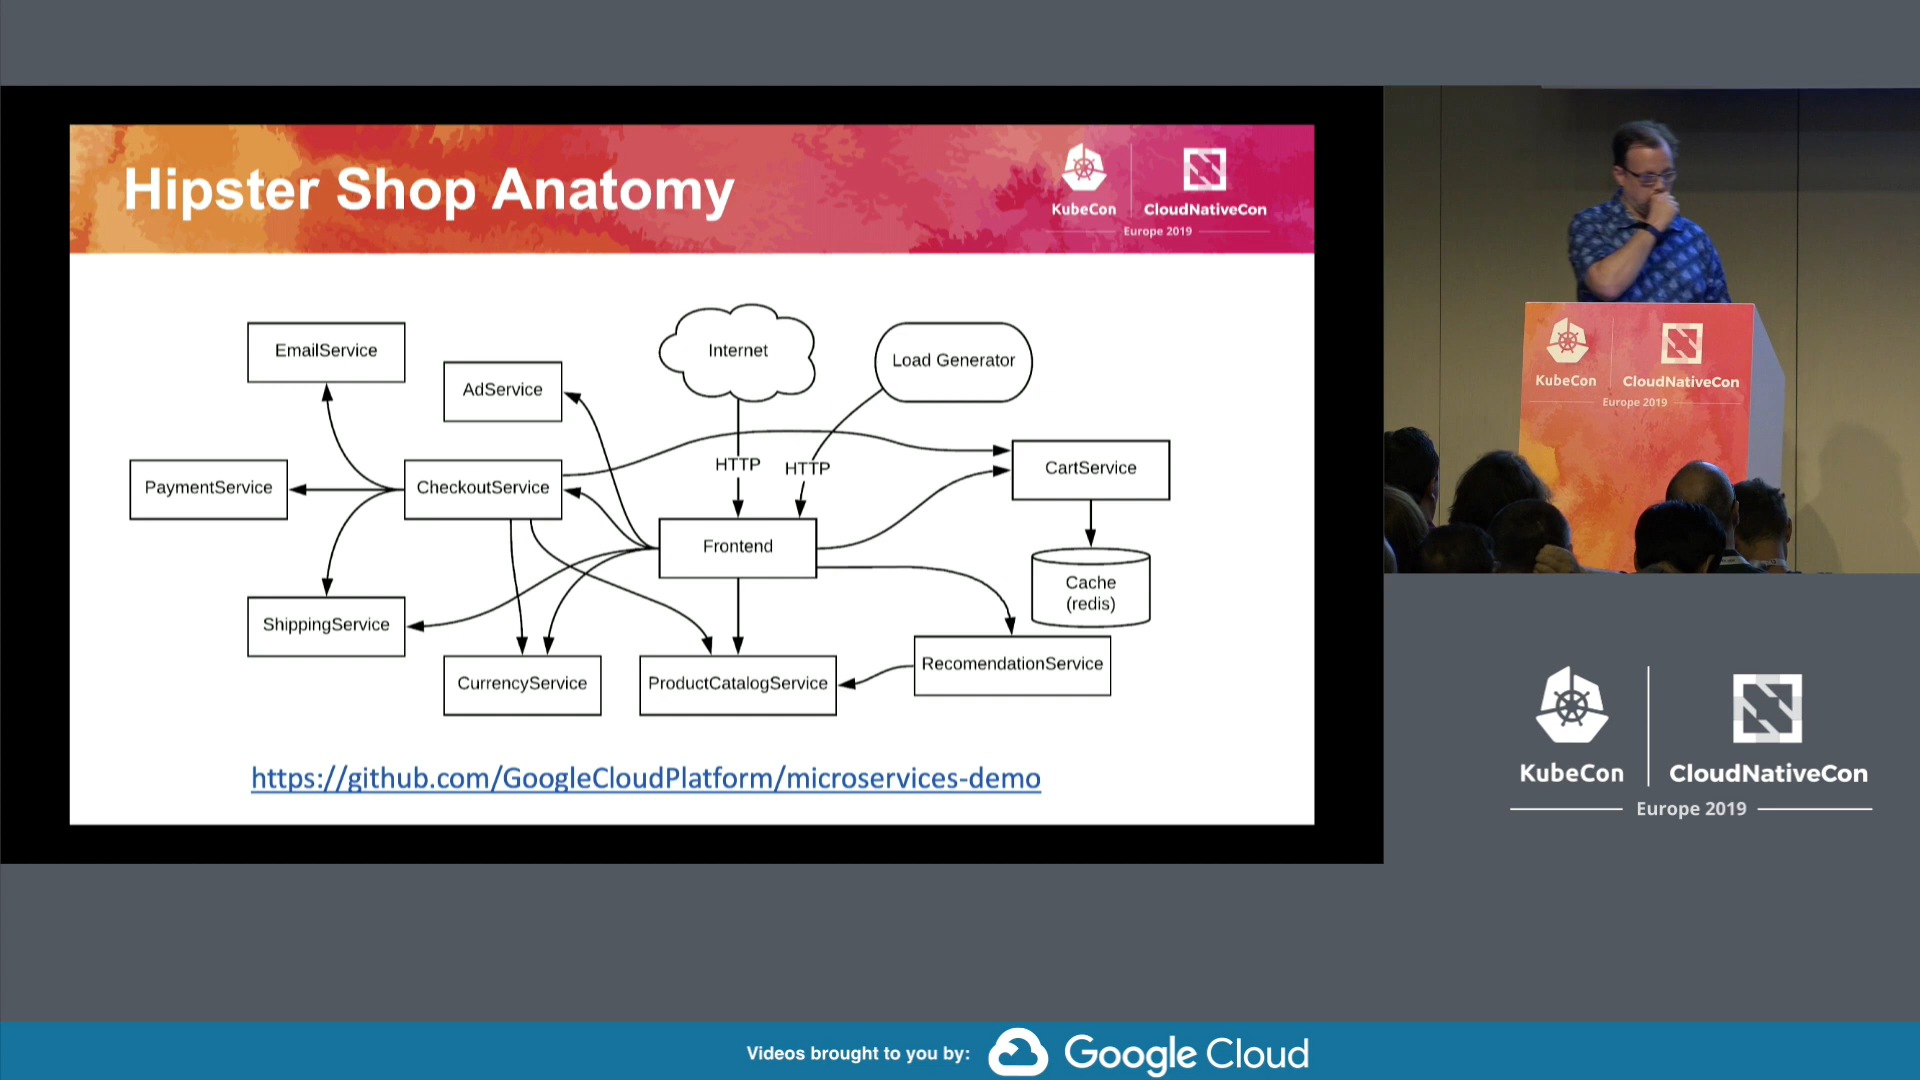 Hipster Shop Anatomy
KubeCon
CloudNativeCon
Europe 2019
EmailService
AdService
Internet
Load Generator
PaymentService
CheckoutService
HTTP
HTTP
CartService
Frontend
Cache
(redis)
ShippingService
CurrencyService
ProductCatalogService
RecomendationService
https://github.com/GoogleCloudPlatform/microservices-demo
KubeCon
CloudNativeCon
Europe 2019
KubeCon
CloudNativeCon
Europe 2019
Videos brought to you by:
Google Cloud